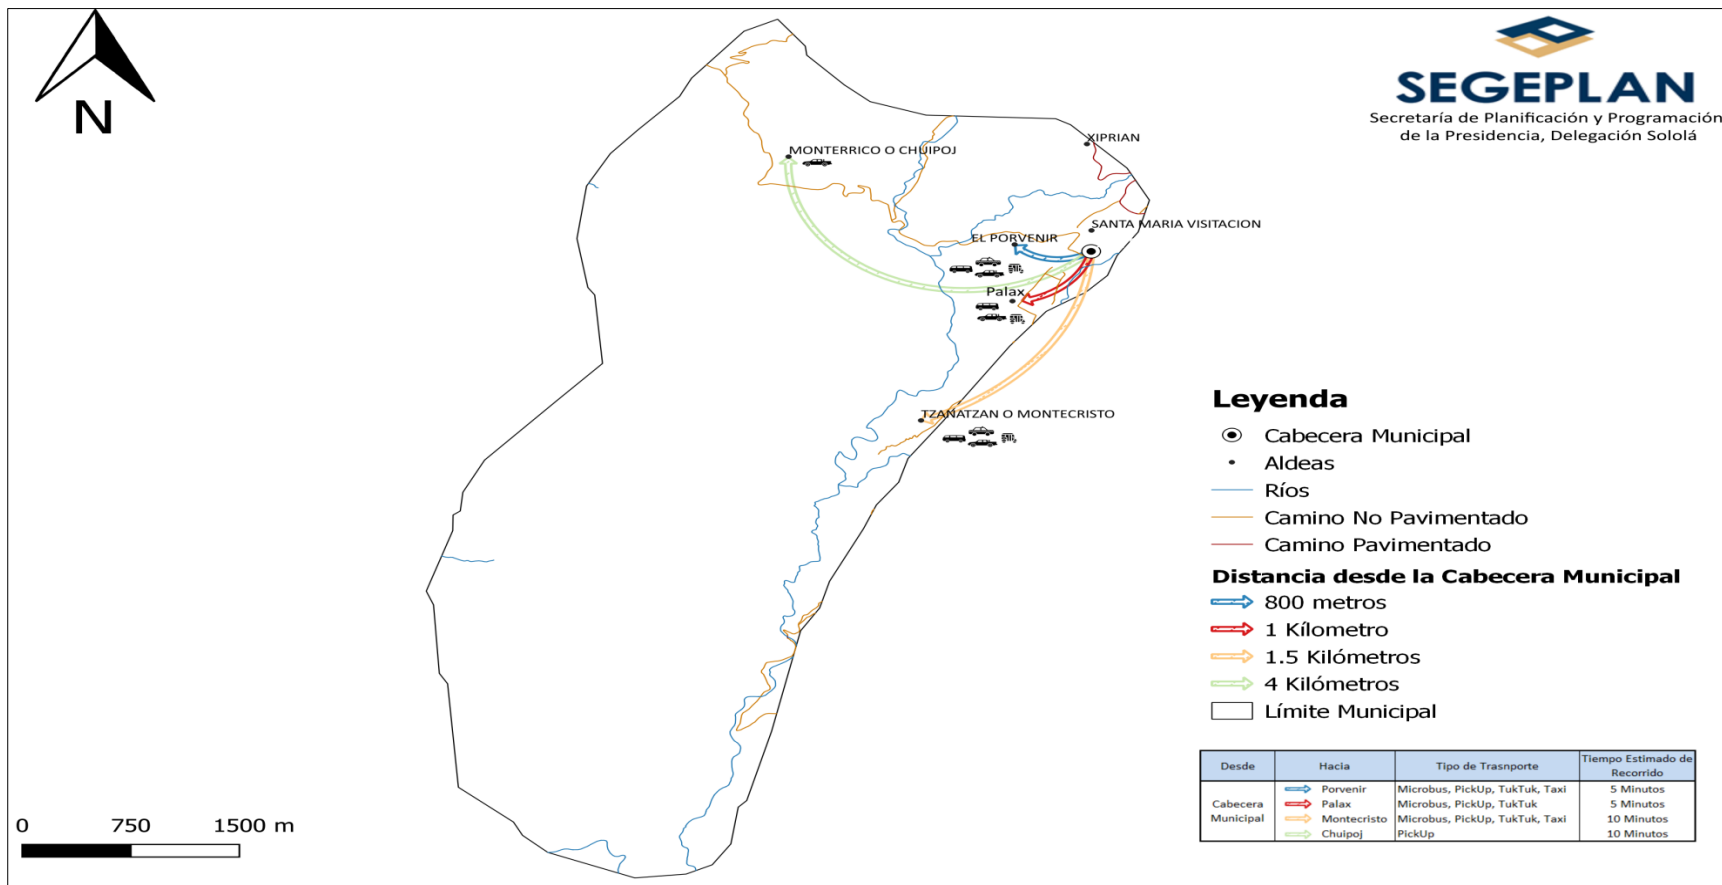 N
SEGEPLAN
Secretaría de Planificación y Programación
de la Presidencia, Delegación Sololá
XIPRIAN
MONTERRICO O CHUIPOJ
SANTA MARIA VISITACION
EL PORVENIR
Palax
TZANATZAN O MONTECRISTO
Leyenda
Cabecera Municipal
Aldeas
Ríos
Camino No Pavimentado
Camino Pavimentado
Distancia desde la Cabecera Municipal
800 metros
1 Kílometro
1.5 Kilómetros
4 Kilómetros
Límite Municipal
Desde Hacia Tipo de Trasnporte Tiempo Estimado de Recorrido
Cabecera Municipal
Porvenir Microbus, PickUp, TukTuk, Taxi 5 Minutos
Palax Microbus, PickUp, TukTuk 5 Minutos
Montecristo Microbus, PickUp, TukTuk, Taxi 10 Minutos
Chuipoj PickUp 10 Minutos
0 750 1500 m